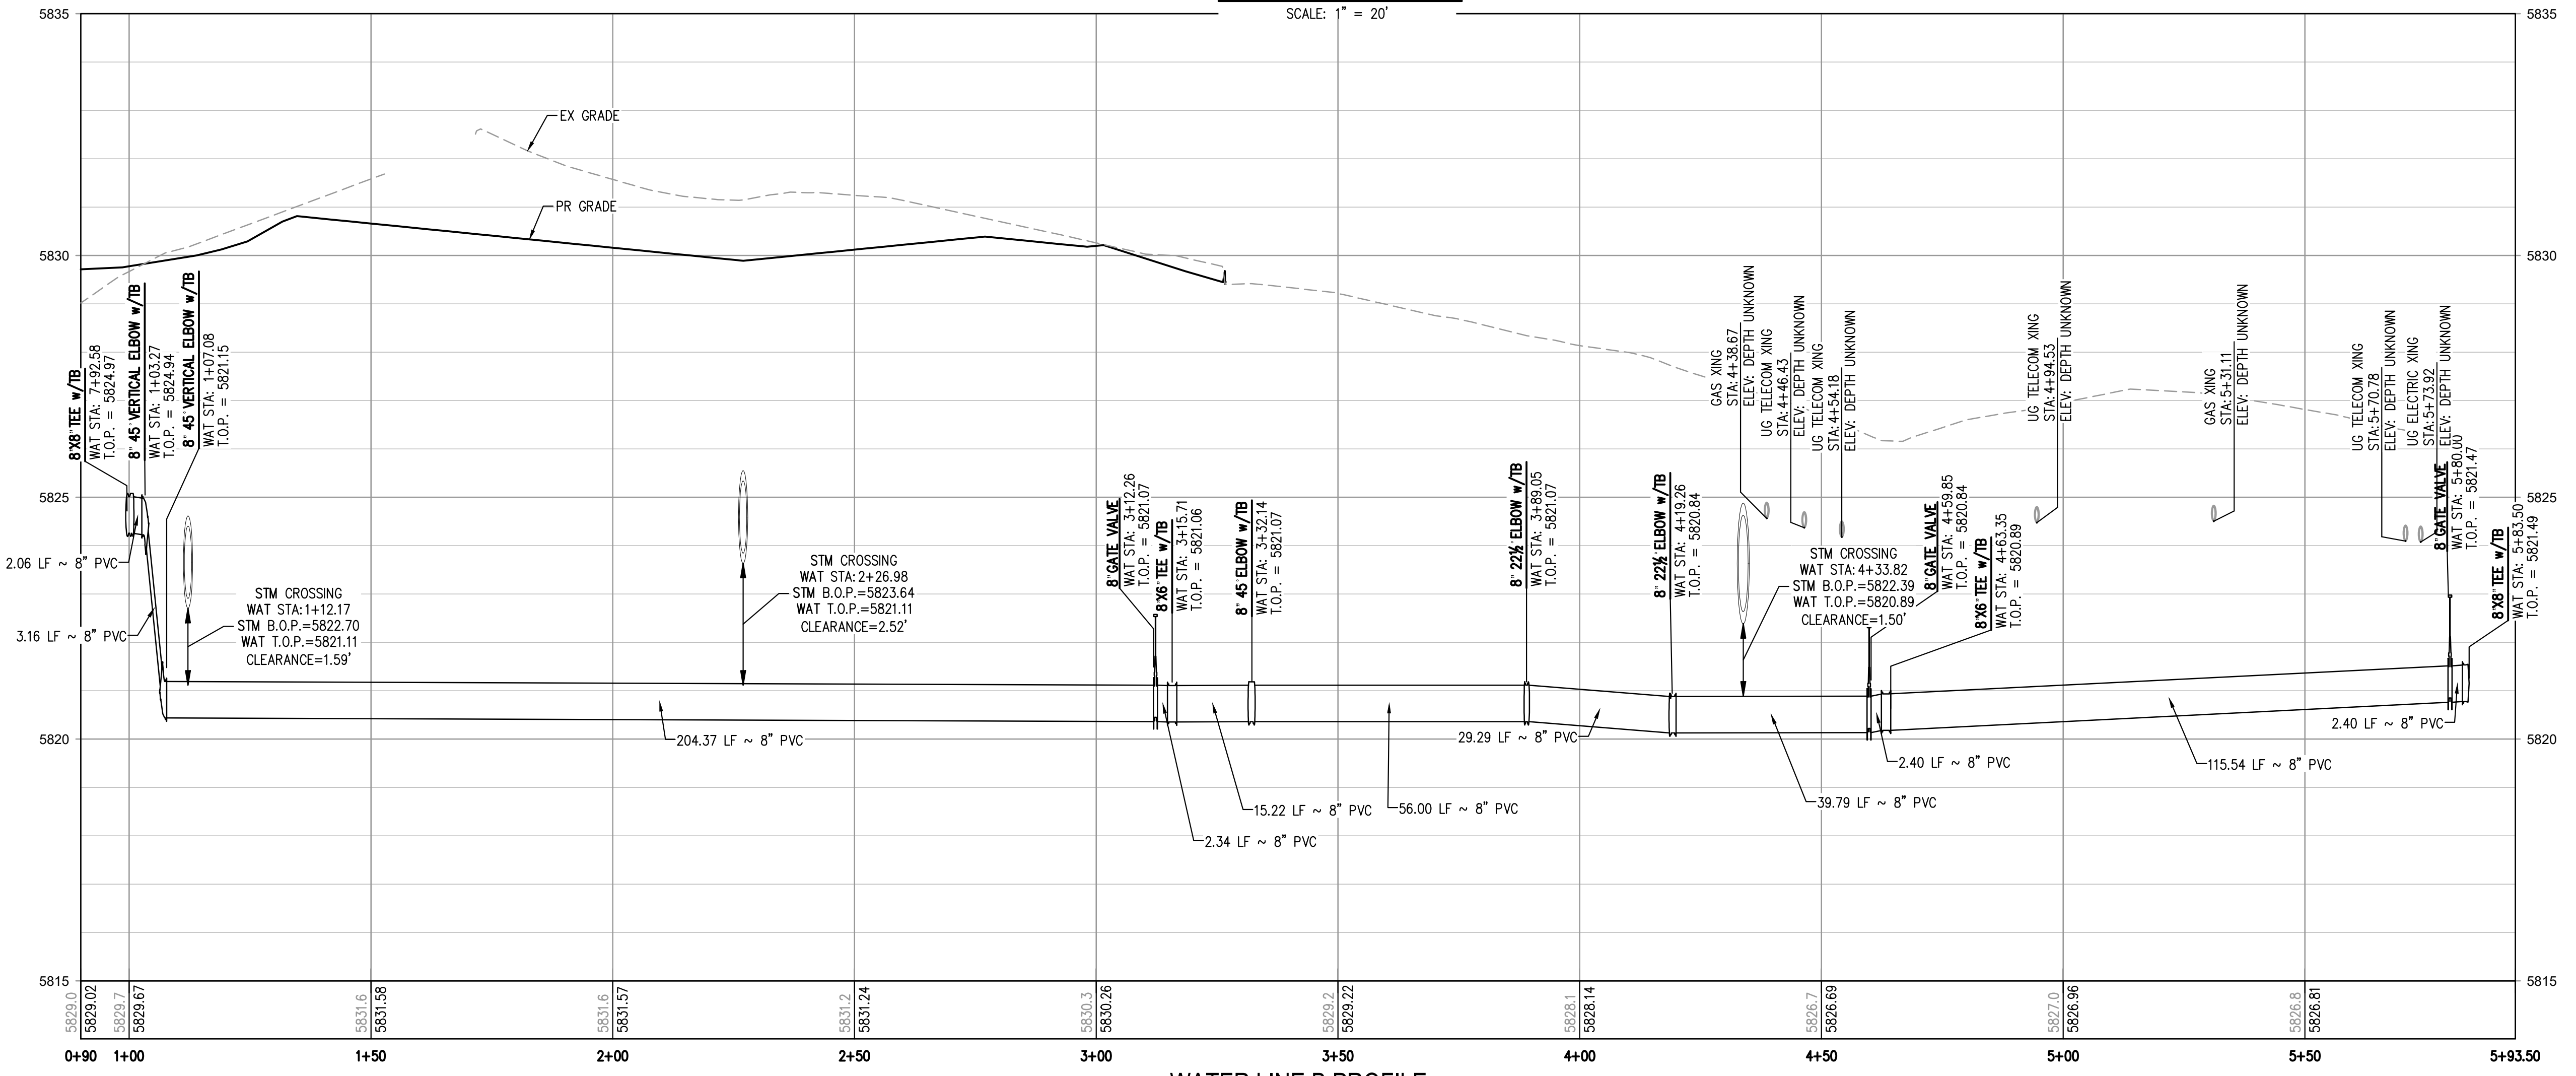 SCALE: 1" = 20'
5835
5835
EX GRADE
PR GRADE
5830
5830
8"X8" TEE w/TB
WAT STA: 7+92.58
T.O.P. = 5824.97
8" 45° VERTICAL ELBOW w/TB
WAT STA: 1+03.27
T.O.P. = 5824.94
8" 45° VERTICAL ELBOW w/TB
WAT STA: 1+07.08
T.O.P. = 5821.15
GAS XING
STA: 4+38.67
ELEV: DEPTH UNKNOWN
UG TELECOM XING
STA: 4+46.43
ELEV: DEPTH UNKNOWN
UG TELECOM XING
STA: 4+54.18
ELEV: DEPTH UNKNOWN
UG TELECOM XING
STA: 4+94.53
ELEV: DEPTH UNKNOWN
GAS XING
STA: 5+31.11
ELEV: DEPTH UNKNOWN
UG TELECOM XING
STA: 5+70.78
ELEV: DEPTH UNKNOWN
UG ELECTRIC XING
STA: 5+73.92
ELEV: DEPTH UNKNOWN
5825
5825
8" GATE VALVE
WAT STA: 3+12.26
T.O.P. = 5821.07
8"X6" TEE w/TB
WAT STA: 3+15.71
T.O.P. = 5821.06
8" 45° ELBOW w/TB
WAT STA: 3+32.14
T.O.P. = 5821.07
8" 22½° ELBOW w/TB
WAT STA: 3+89.05
T.O.P. = 5821.07
8" 22½° ELBOW w/TB
WAT STA: 4+19.26
T.O.P. = 5820.84
8" GATE VALVE
WAT STA: 4+59.85
T.O.P. = 5820.84
8"X6" TEE w/TB
WAT STA: 4+63.35
T.O.P. = 5820.89
8" GATE VALVE
WAT STA: 5+80.00
T.O.P. = 5821.47
8"X8" TEE w/TB
WAT STA: 5+83.50
T.O.P. = 5821.49
2.06 LF ~ 8" PVC
3.16 LF ~ 8" PVC
STM CROSSING
WAT STA: 1+12.17
STM B.O.P.=5822.70
WAT T.O.P.=5821.11
CLEARANCE=1.59'
STM CROSSING
WAT STA: 2+26.98
STM B.O.P.=5823.64
WAT T.O.P.=5821.11
CLEARANCE=2.52'
STM CROSSING
WAT STA: 4+33.82
STM B.O.P.=5822.39
WAT T.O.P.=5820.89
CLEARANCE=1.50'
5820
204.37 LF ~ 8" PVC
29.29 LF ~ 8" PVC
2.40 LF ~ 8" PVC
5820
2.40 LF ~ 8" PVC
115.54 LF ~ 8" PVC
15.22 LF ~ 8" PVC
56.00 LF ~ 8" PVC
39.79 LF ~ 8" PVC
2.34 LF ~ 8" PVC
5815
5815
5829.0
5829.02
5829.7
5829.67
5831.6
5831.58
5831.6
5831.57
5831.2
5831.24
5830.3
5830.26
5829.2
5829.22
5828.1
5828.14
5826.7
5826.69
5827.0
5826.96
5826.8
5826.81
0+90 1+00 1+50 2+00 2+50 3+00 3+50 4+00 4+50 5+00 5+50 5+93.50
WATER LINE B PROFILE